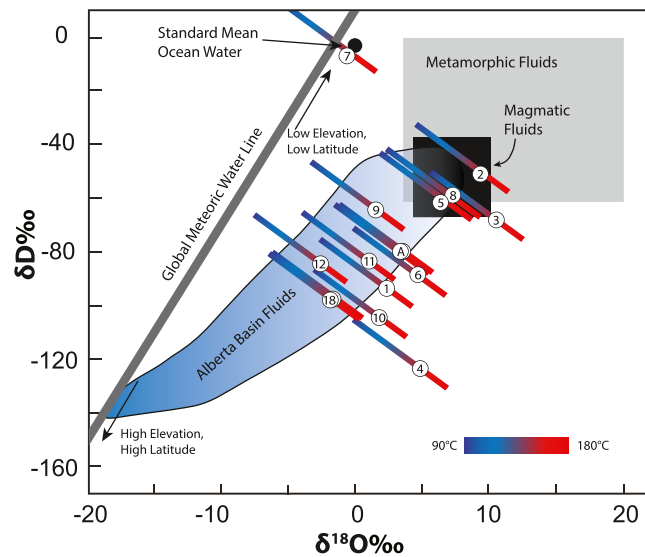 0
-40
-80
-120
-160
δD‰
Standard Mean
Ocean Water
7
Metamorphic Fluids
Magmatic
Fluids
Low Elevation,
Low Latitude
Global Meteoric Water Line
2
8
5
3
9
A
11
6
12
1
18
10
4
Alberta Basin Fluids
High Elevation,
High Latitude
90°C
180°C
-20
-10
0
10
20
δ¹⁸O‰